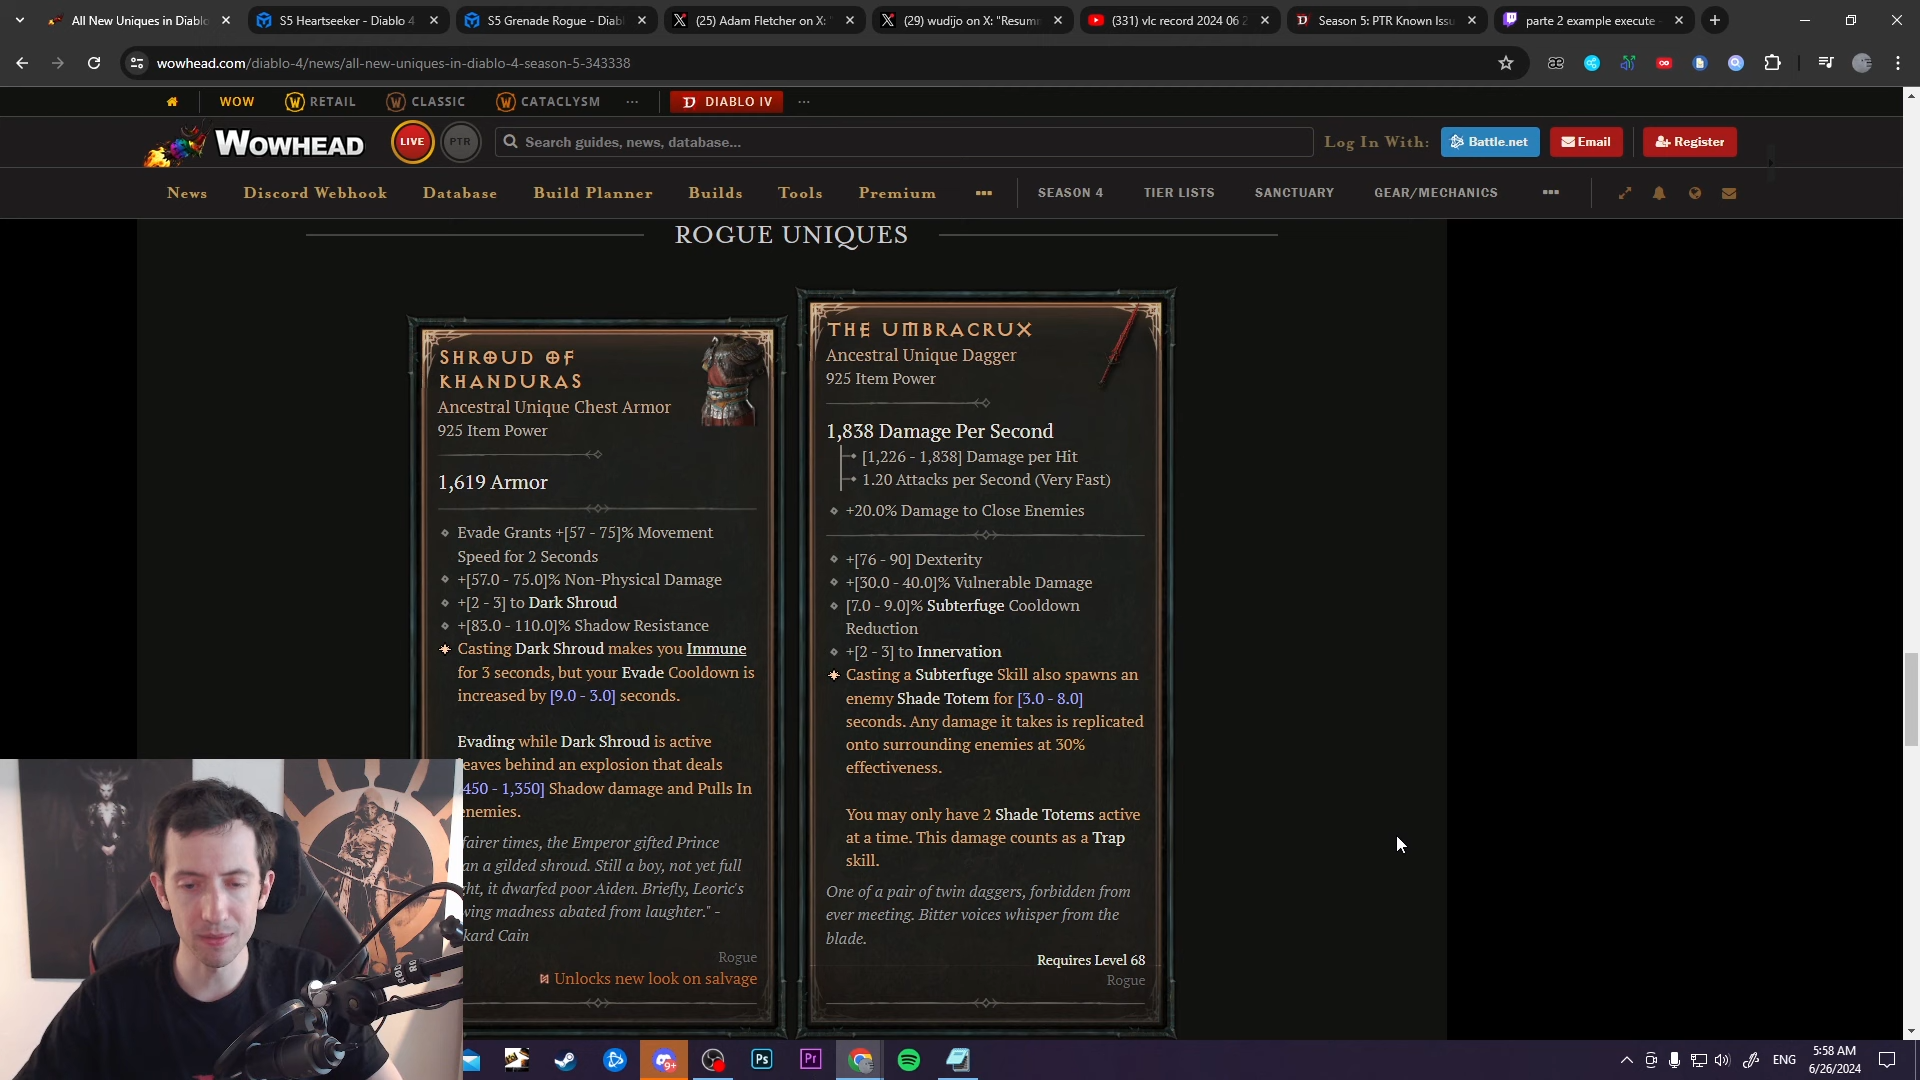 All New Uniques in Diablo
S5 Heartseeker - Diablo 4
S5 Grenade Rogue - Diabl
(25) Adam Fletcher on X: "
(29) wudijo on X: "Resum
(331) vlc record 2024 06 2
Season 5: PTR Known Issu
parte 2 example execute
wowhead.com/diablo-4/news/all-new-uniques-in-diablo-4-season-5-343338
WOW
RETAIL
CLASSIC
CATACLYSM
DIABLO IV
WOWHEAD
LIVE
PTR
Search guides, news, database...
Log In With:
Battle.net
Email
Register
News
Discord Webhook
Database
Build Planner
Builds
Tools
Premium
SEASON 4
TIER LISTS
SANCTUARY
GEAR/MECHANICS
ROGUE UNIQUES
SHROUD OF
KHANDURAS
Ancestral Unique Chest Armor
925 Item Power
1,619 Armor
Evade Grants +[57 - 75]% Movement
Speed for 2 Seconds
+[57.0 - 75.0]% Non-Physical Damage
+[2 - 3] to Dark Shroud
+[83.0 - 110.0]% Shadow Resistance
Casting Dark Shroud makes you Immune
for 3 seconds, but your Evade Cooldown is
increased by [9.0 - 3.0] seconds.
Evading while Dark Shroud is active
leaves behind an explosion that deals
450 - 1,350] Shadow damage and Pulls In
enemies.
fairer times, the Emperor gifted Prince
an a gilded shroud. Still a boy, not yet full
ht, it dwarfed poor Aiden. Briefly, Leoric's
wing madness abated from laughter." -
kard Cain
Rogue
Unlocks new look on salvage
THE UMBRACRUX
Ancestral Unique Dagger
925 Item Power
1,838 Damage Per Second
[1,226 - 1,838] Damage per Hit
1.20 Attacks per Second (Very Fast)
+20.0% Damage to Close Enemies
+[76 - 90] Dexterity
+[30.0 - 40.0]% Vulnerable Damage
[7.0 - 9.0]% Subterfuge Cooldown
Reduction
+[2 - 3] to Innervation
Casting a Subterfuge Skill also spawns an
enemy Shade Totem for [3.0 - 8.0]
seconds. Any damage it takes is replicated
onto surrounding enemies at 30%
effectiveness.
You may only have 2 Shade Totems active
at a time. This damage counts as a Trap
skill.
One of a pair of twin daggers, forbidden from
ever meeting. Bitter voices whisper from the
blade.
Requires Level 68
Rogue
RODE
9+
Ps
Pr
ENG
5:58 AM
6/26/2024